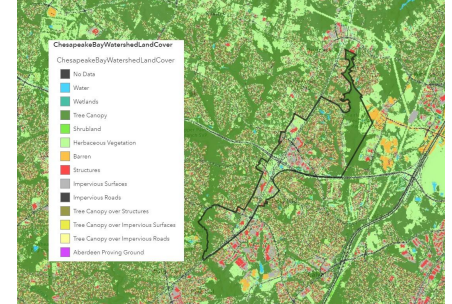 ChesapeakeBayWatershedLandCover
ChesapeakeBayWatershedLandCover
No Data
Water
Wetlands
Tree Canopy
Shrubland
Herbaceous Vegetation
Barren
Structures
Impervious Surfaces
Impervious Roads
Tree Canopy over Structures
Tree Canopy over Impervious Surfaces
Tree Canopy over Impervious Roads
Aberdeen Proving Ground